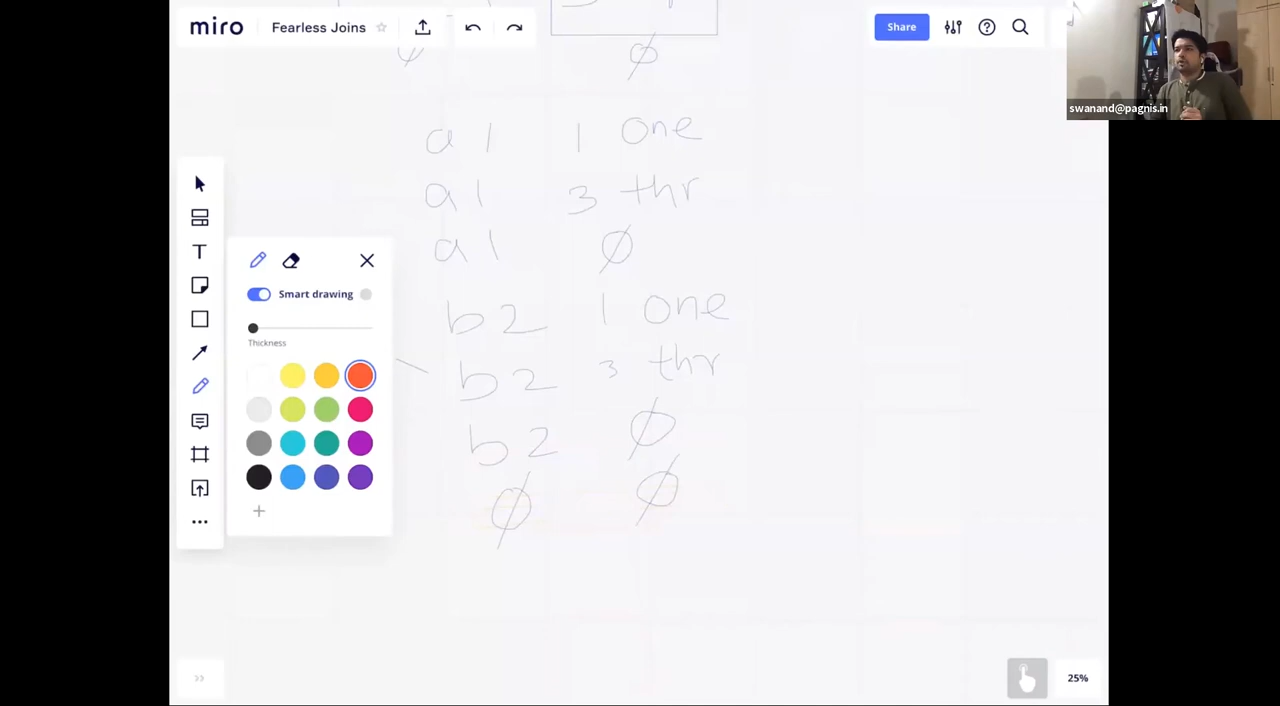 miro Fearless Joins Share
swanand@pagnis.in
∅
a 1 1 one
a 1 3 thr
a 1 ∅
b 2 1 one
Smart drawing
Thickness
b 2 3 thr
b 2 ∅
∅ ∅
25%